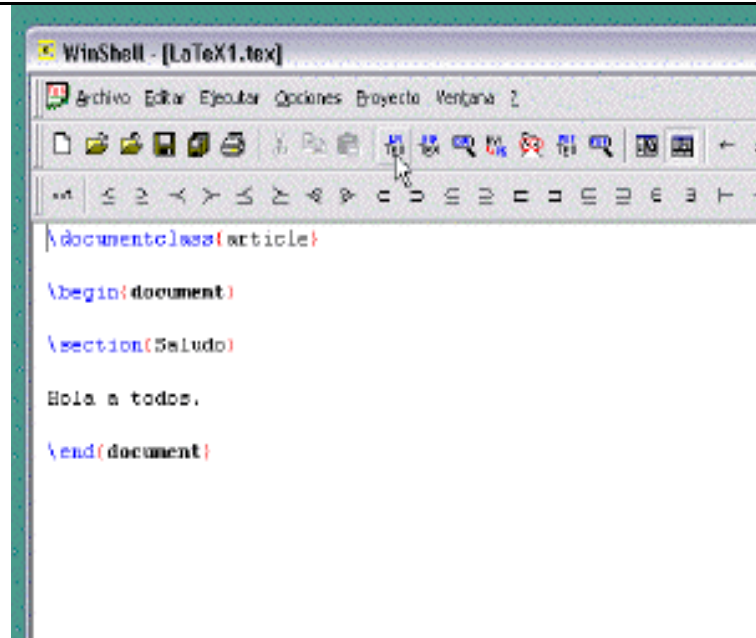 WinShell - [LaTeX1.tex]
Archivo Editar Ejecutar Opciones Proyecto Ventana ?
\documentclass{article}
\begin{document}
\section{Saludo}
Hola a todos.
\end{document}